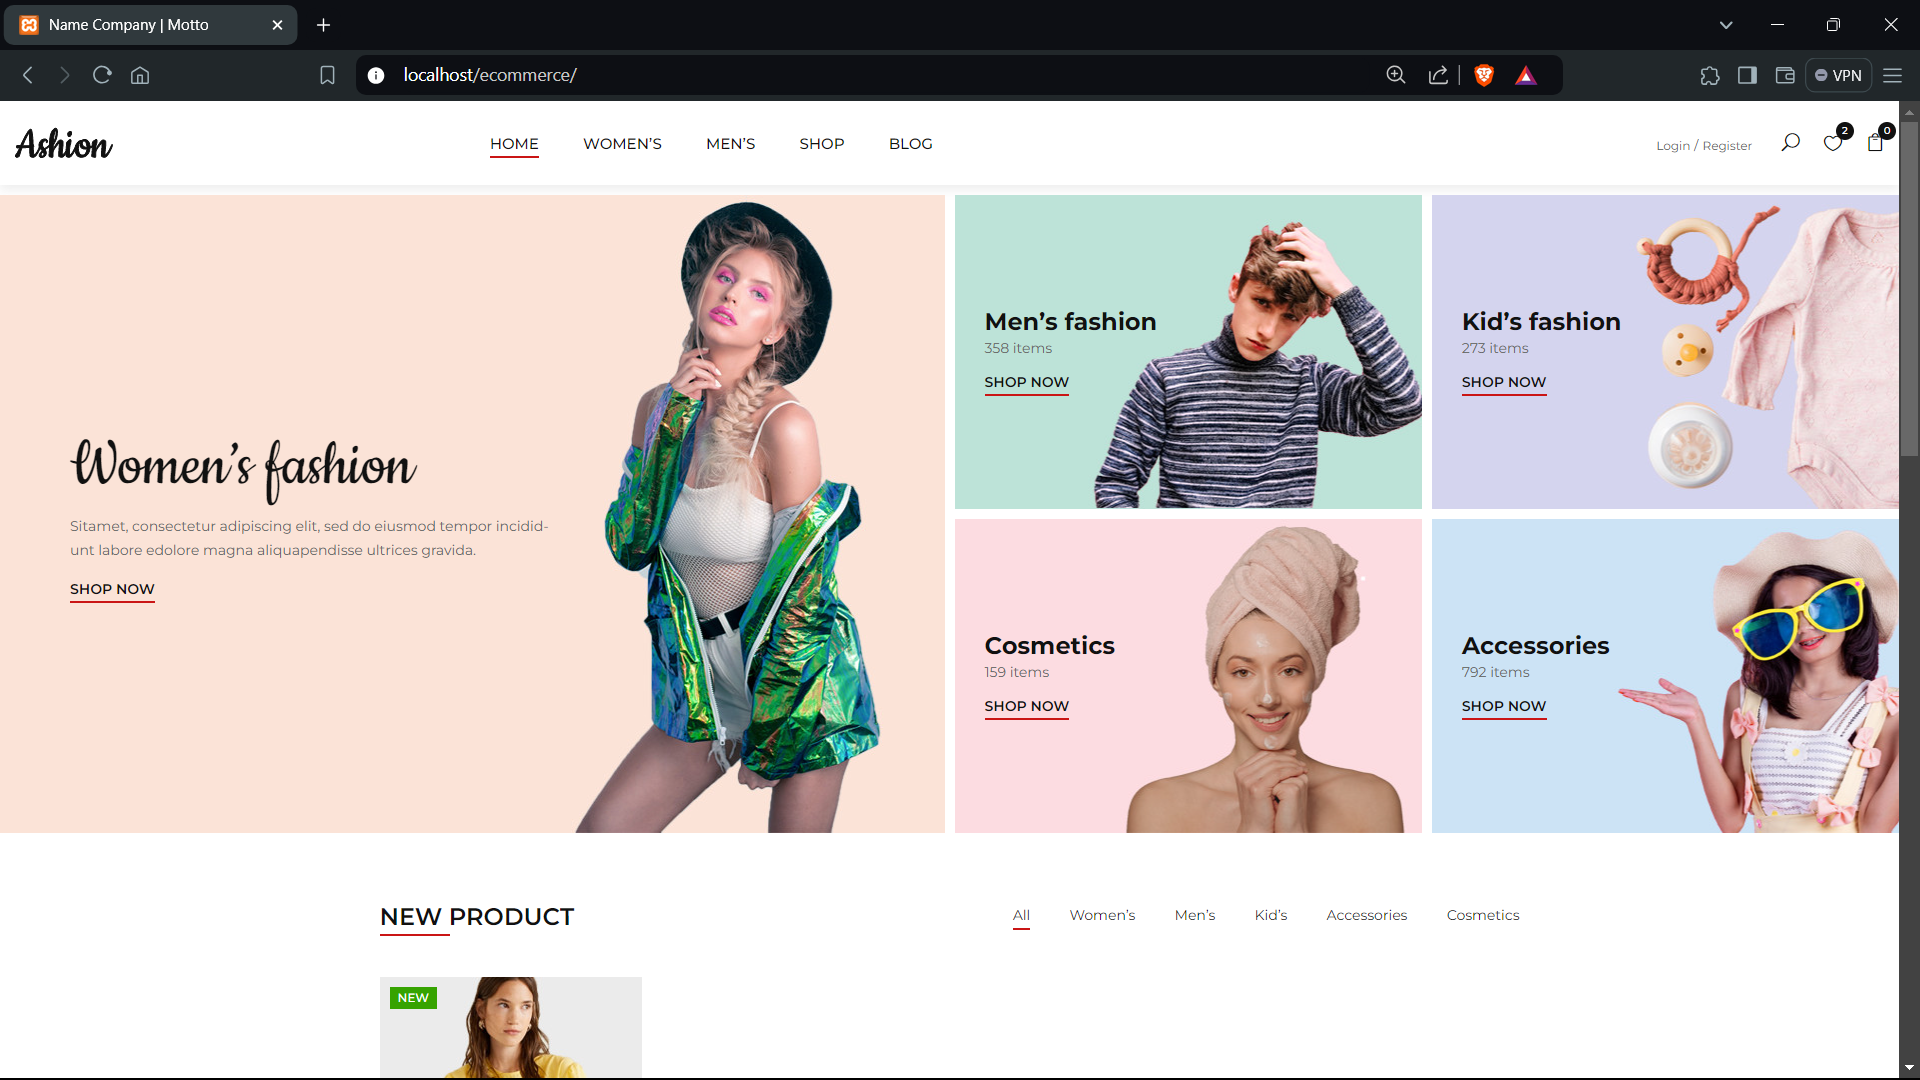 Name Company | Motto
localhost/ecommerce/
VPN
Ashion
HOME
WOMEN’S
MEN’S
SHOP
BLOG
Login / Register
2
0
Women’s fashion
Sitamet, consectetur adipiscing elit, sed do eiusmod tempor incidid-
unt labore edolore magna aliquapendisse ultrices gravida.
SHOP NOW
Men’s fashion
358 items
SHOP NOW
Kid’s fashion
273 items
SHOP NOW
Cosmetics
159 items
SHOP NOW
Accessories
792 items
SHOP NOW
NEW PRODUCT
All
Women’s
Men’s
Kid’s
Accessories
Cosmetics
NEW